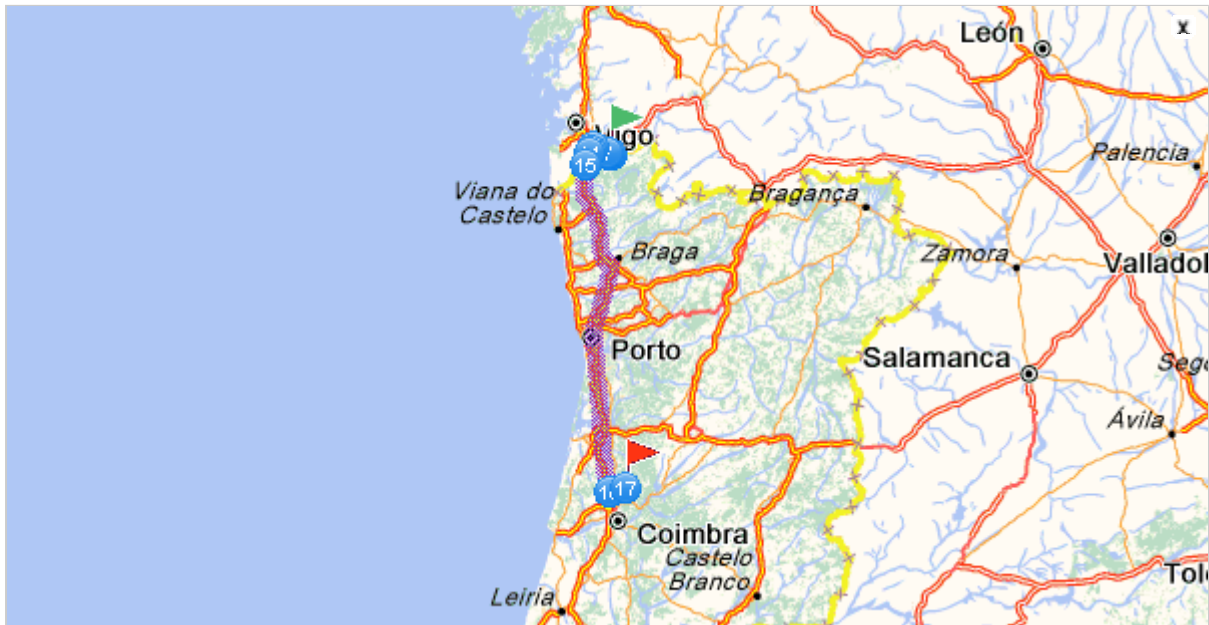 León
x
Vigo
Palencia
15
Viana do
Castelo
Bragança
Braga
Zamora
Valladol
Porto
Salamanca
Sego
Ávila
17
Coimbra
Castelo
Branco
Tole
Leiria